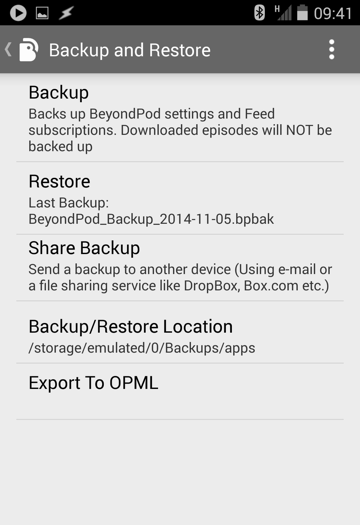 H 09:41
Backup and Restore
Backup
Backs up BeyondPod settings and Feed
subscriptions. Downloaded episodes will NOT be
backed up
Restore
Last Backup:
BeyondPod_Backup_2014-11-05.bpbak
Share Backup
Send a backup to another device (Using e-mail or
a file sharing service like DropBox, Box.com etc.)
Backup/Restore Location
/storage/emulated/0/Backups/apps
Export To OPML